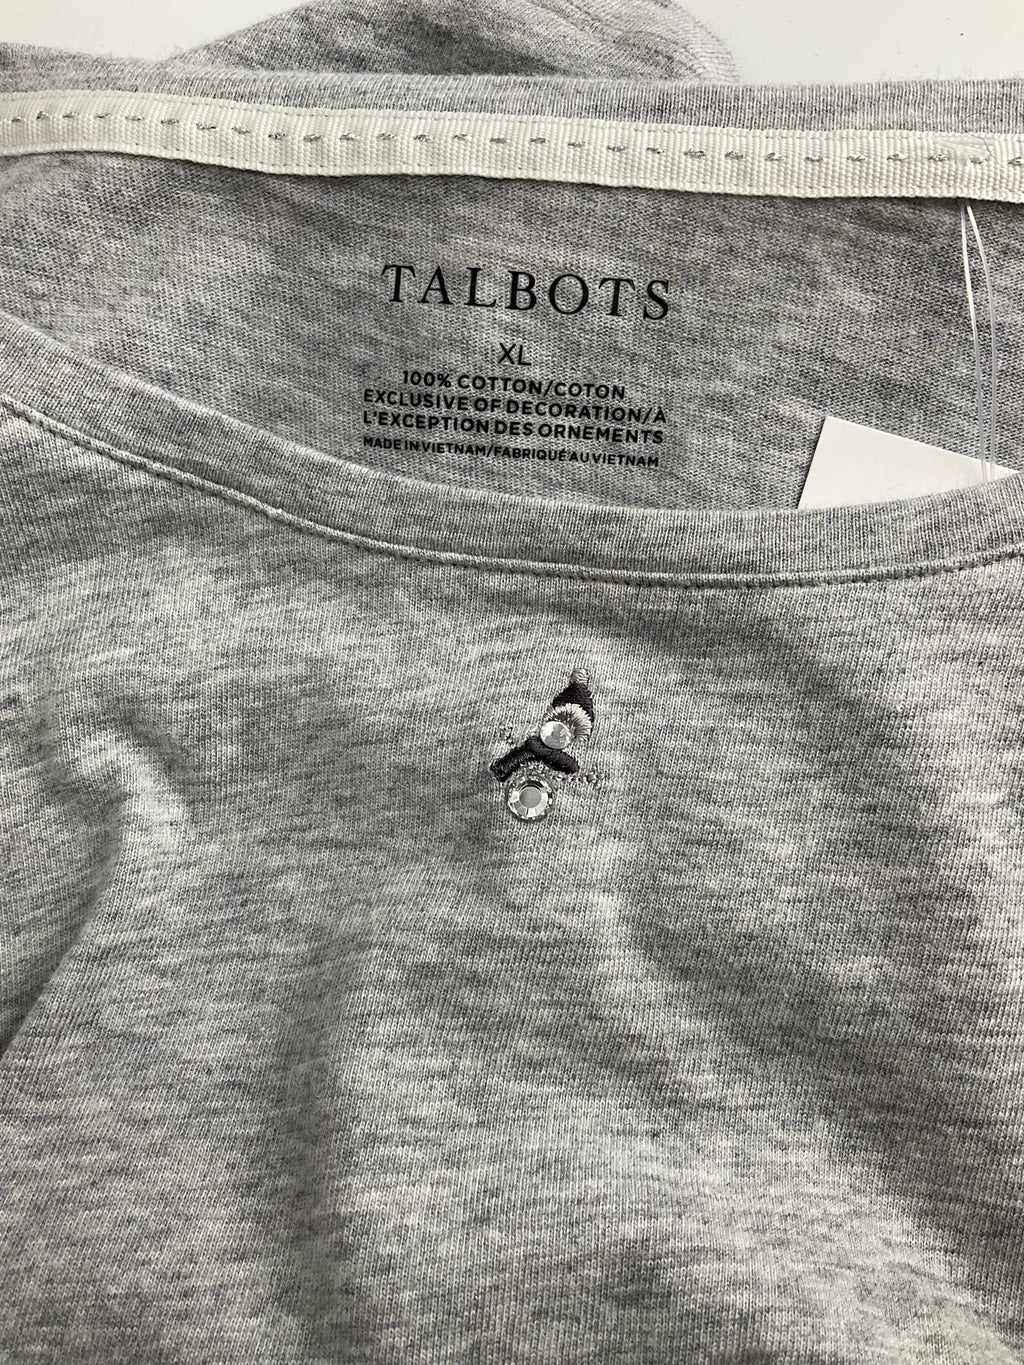 TALBOTS
XL
100% COTTON/COTON
EXCLUSIVE OF DECORATION/À
L'EXCEPTION DES ORNEMENTS
MADE IN VIETNAM/FABRIQUÉ AU VIETNAM